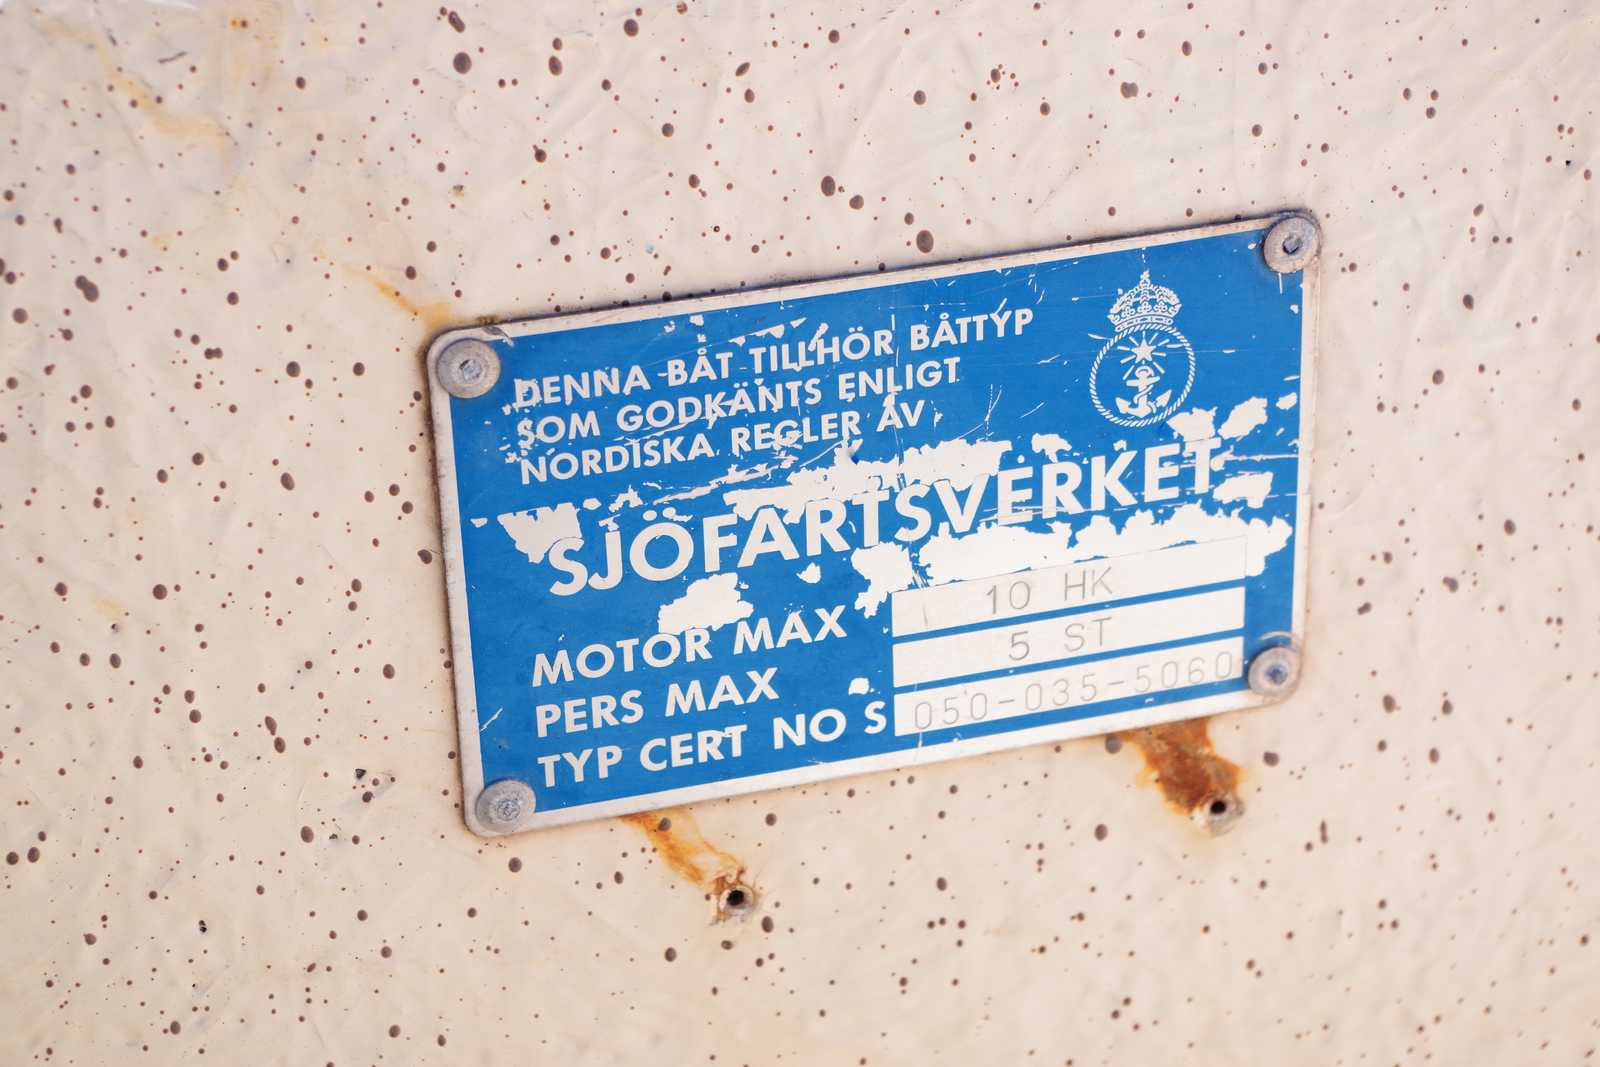 DENNA BÅT TILLHÖR BÅTTYP
SOM GODKÄNTS ENLIGT
NORDISKA REGLER AV
SJÖFARTSVERKET
MOTOR MAX 10 HK
PERS MAX 5 ST
TYP CERT NO S 050-035-5060